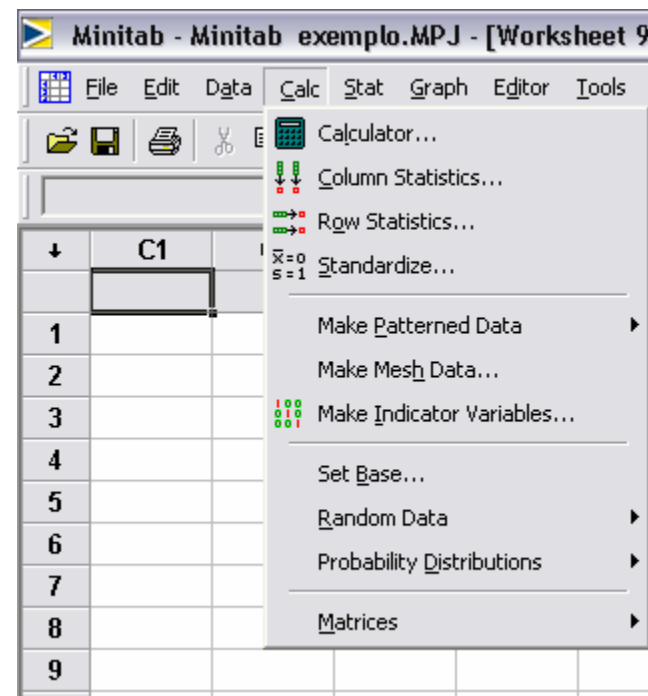 Minitab - Minitab exemplo.MPJ - [Worksheet 9
File Edit Data Calc Stat Graph Editor Tools
Calculator...
Column Statistics...
Row Statistics...
x=0
s=1 Standardize...
Make Patterned Data
Make Mesh Data...
Make Indicator Variables...
Set Base...
Random Data
Probability Distributions
Matrices
C1
1
2
3
4
5
6
7
8
9